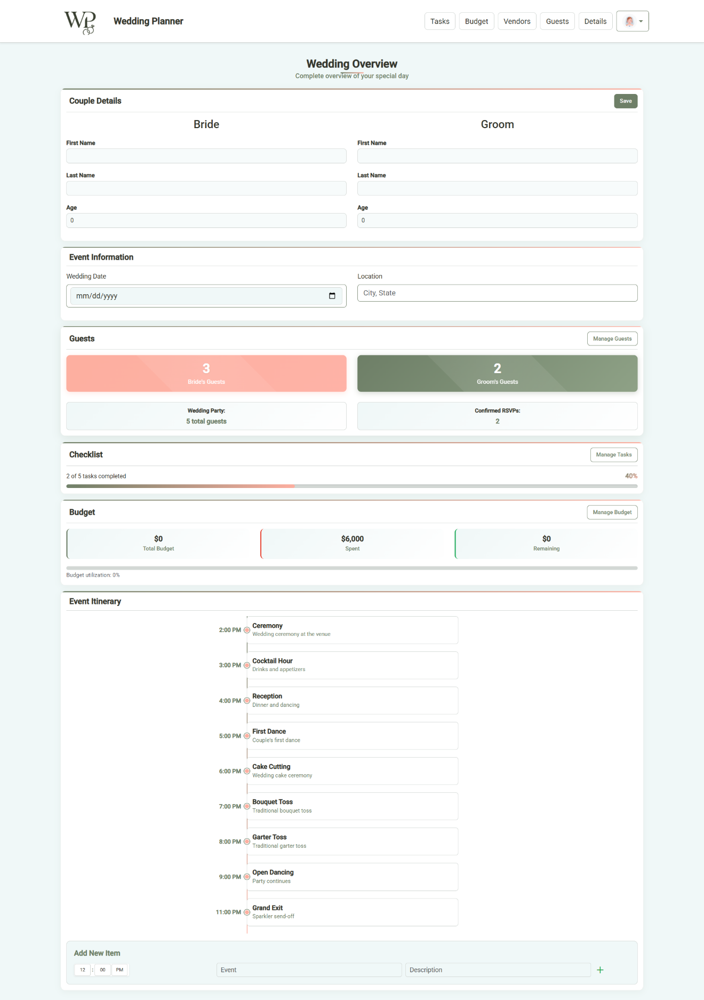 WP
Wedding Planner
Tasks
Budget
Vendors
Guests
Details
Wedding Overview
Complete overview of your special day
Couple Details
Save
Bride
Groom
First Name
First Name
Last Name
Last Name
Age
Age
0
0
Event Information
Wedding Date
Location
mm/dd/yyyy
City, State
Guests
Manage Guests
3
Bride's Guests
2
Groom's Guests
Wedding Party:
5 total guests
Confirmed RSVPs:
2
Checklist
Manage Tasks
2 of 5 tasks completed
40%
Budget
Manage Budget
$0
Total Budget
$6,000
Spent
$0
Remaining
Budget utilization: 0%
Event Itinerary
2:00 PM
Ceremony
Wedding ceremony at the venue
3:00 PM
Cocktail Hour
Drinks and appetizers
4:00 PM
Reception
Dinner and dancing
5:00 PM
First Dance
Couple's first dance
6:00 PM
Cake Cutting
Wedding cake ceremony
7:00 PM
Bouquet Toss
Traditional bouquet toss
8:00 PM
Garter Toss
Traditional garter toss
9:00 PM
Open Dancing
Party continues
11:00 PM
Grand Exit
Sparkler send-off
Add New Item
12 : 00 PM
Event
Description